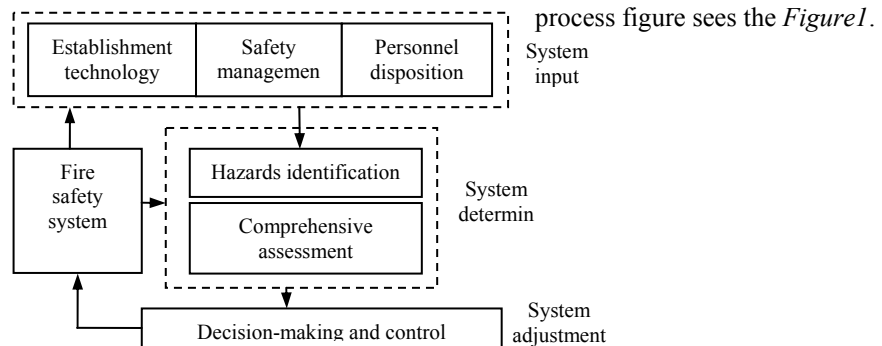 process figure sees the Figure1.
Establishment
technology
Safety
managemen
Personnel
disposition
System
input
Fire
safety
system
Hazards identification
Comprehensive
assessment
System
determin
Decision-making and control
System
adjustment